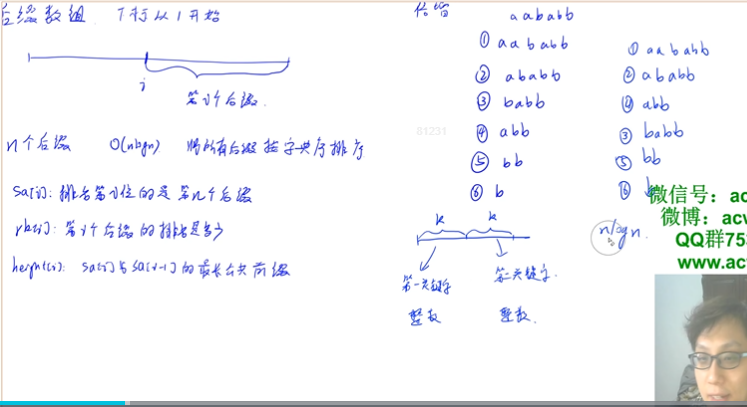 后缀数组 下标从1开始
i
第i个后缀.
n个后缀 O(nlogn) 将所有后缀按字典序排序
sa[i]: 排名第i位的是第几个后缀
rk[i]: 第i个后缀的排名是多少
height[i]: sa[i]与sa[i-1]的最长公共前缀
倍增
aababb
① aababb
② ababb
③ babb
④ abb
⑤ bb
⑥ b
k k
第一关键字 第二关键字.
整数 整数.
① aababb
② ababb
④ abb
③ babb
⑤ bb
⑥ b
nlogn.
81231
微信号: ac
微博: acw
QQ群75
www.ac